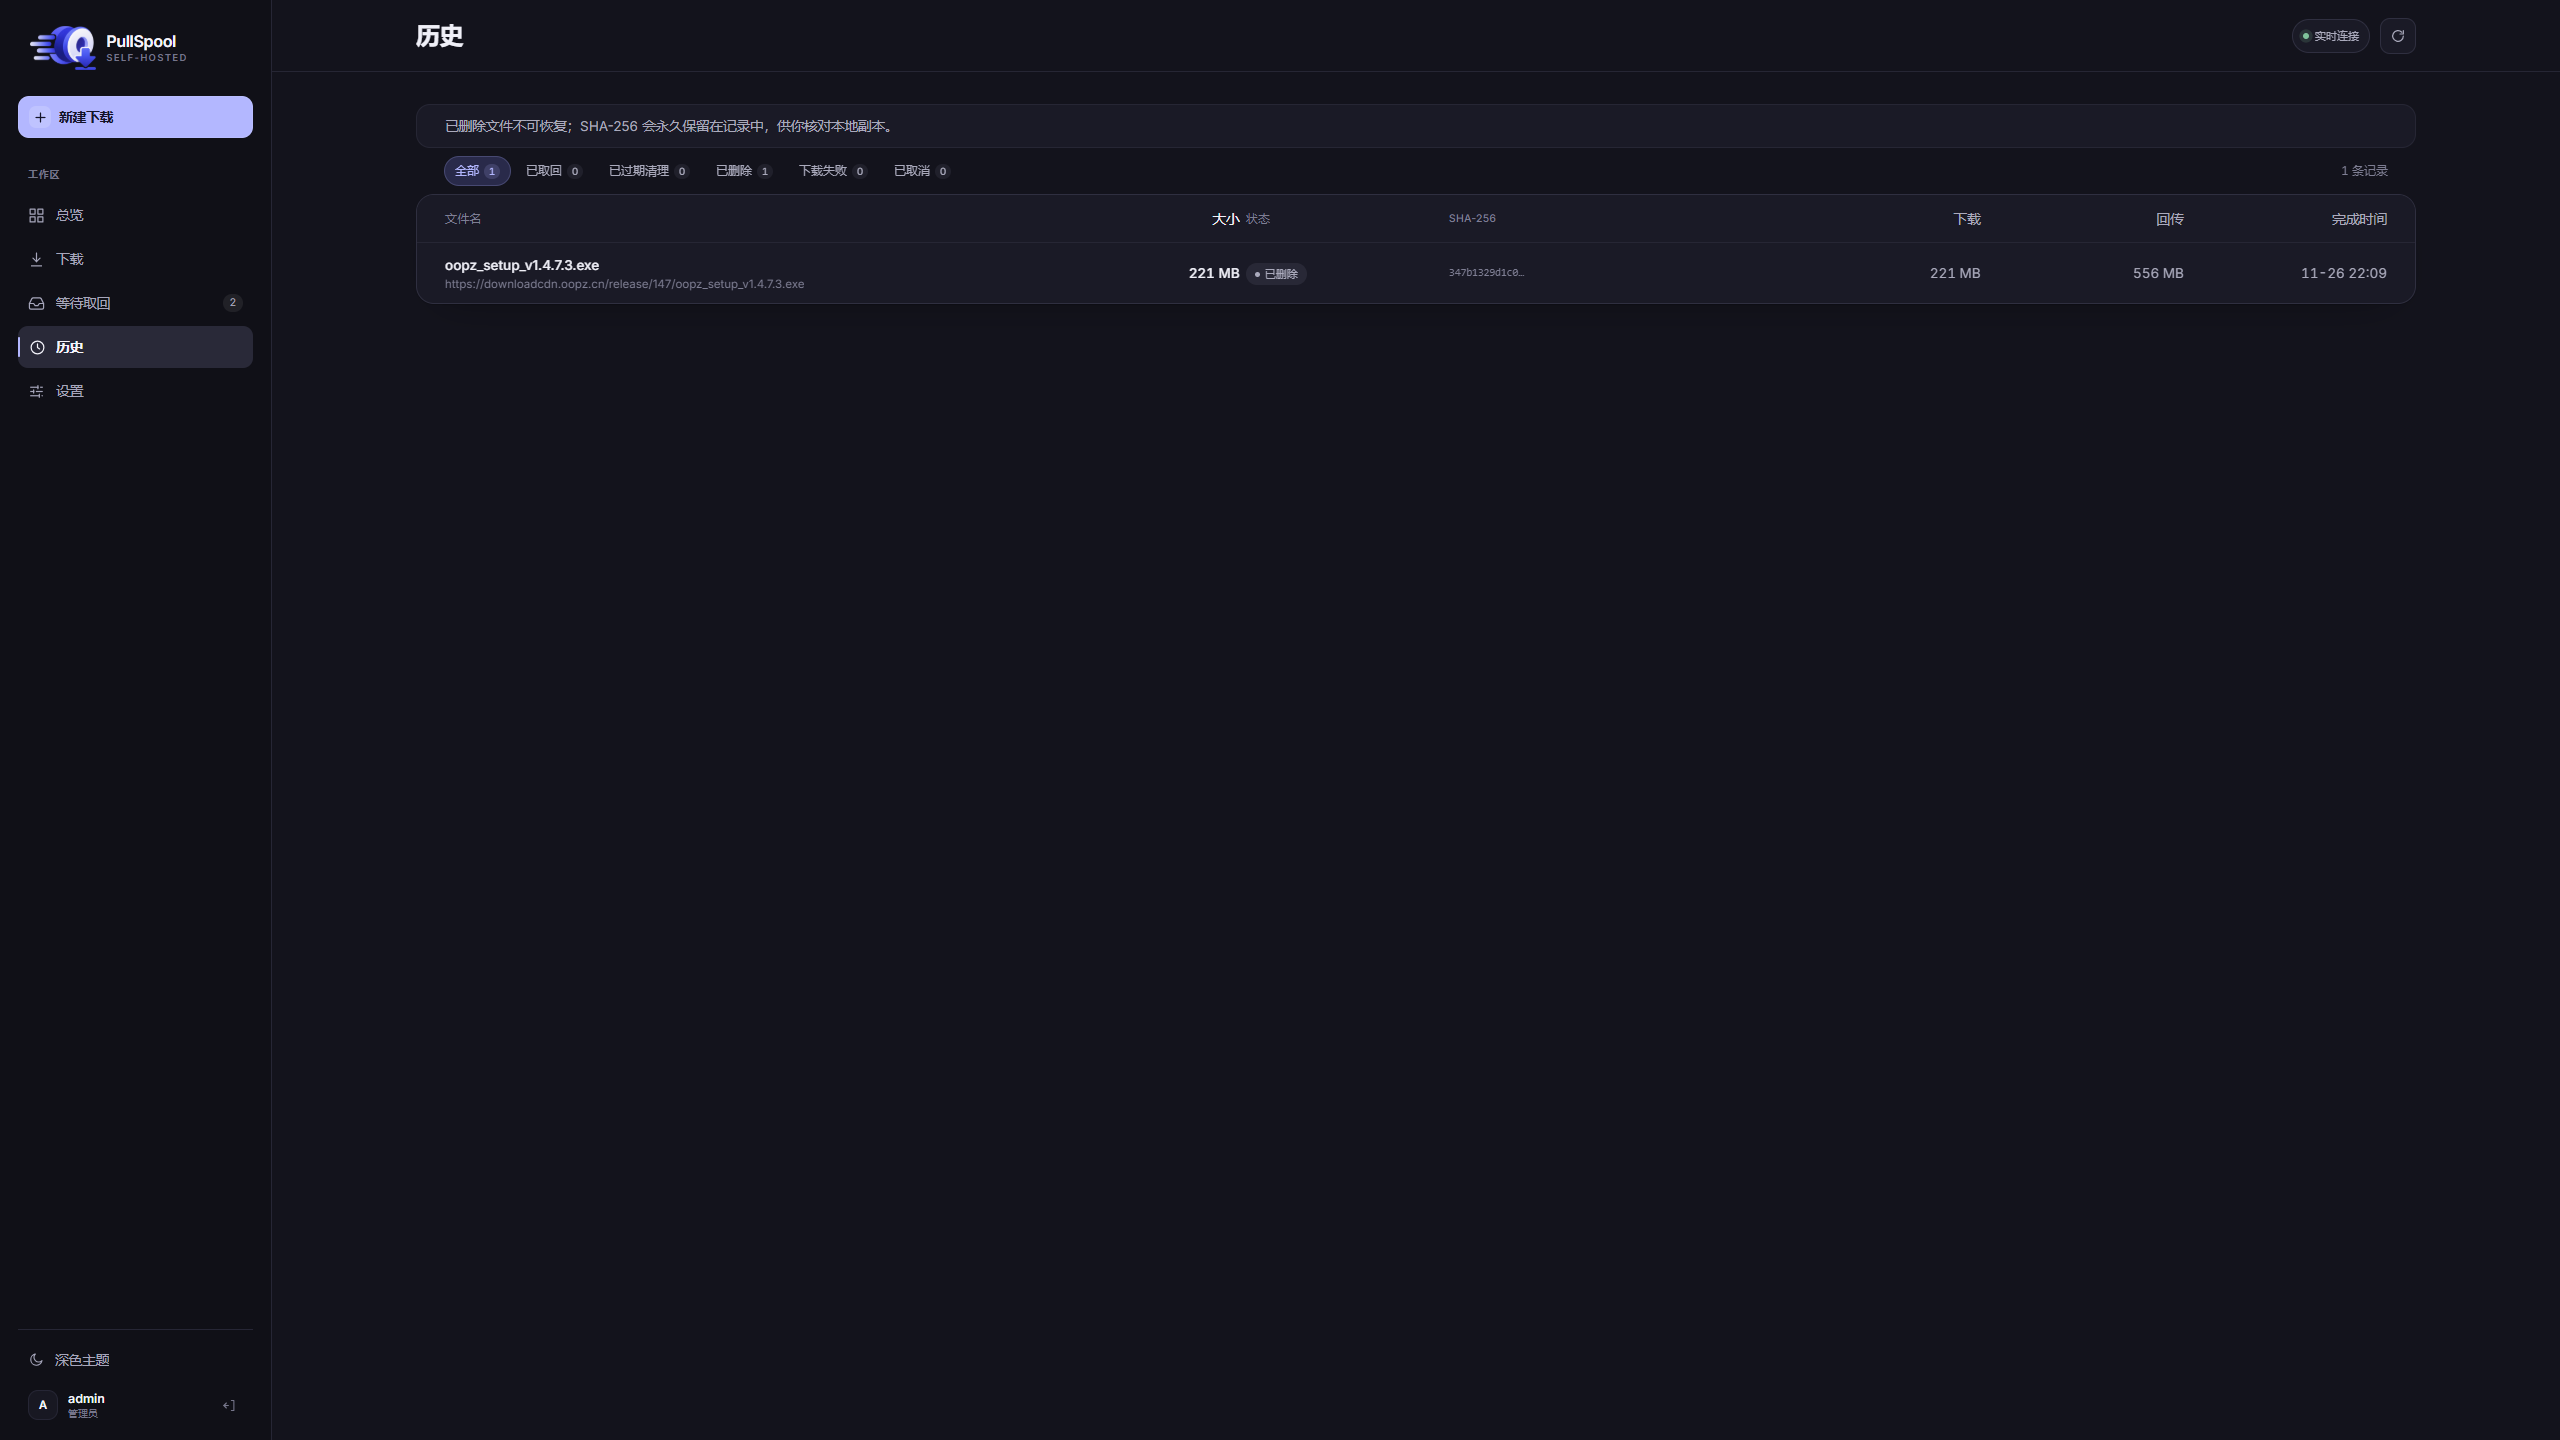 PullSpool
SELF-HOSTED
新建下载
工作区
总览
下载
等待取回 2
历史
设置
深色主题
A
admin
管理员
历史
实时连接
已删除文件不可恢复；SHA-256 会永久保留在记录中，供你核对本地副本。
全部 1 已取回 0 已过期清理 0 已删除 1 下载失败 0 已取消 0 1 条记录
文件名 大小 状态 SHA-256 下载 回传 完成时间
oopz_setup_v1.4.7.3.exe
https://downloadcdn.oopz.cn/release/147/oopz_setup_v1.4.7.3.exe
221 MB 已删除 347b1329d1c0… 221 MB 556 MB 11-26 22:09